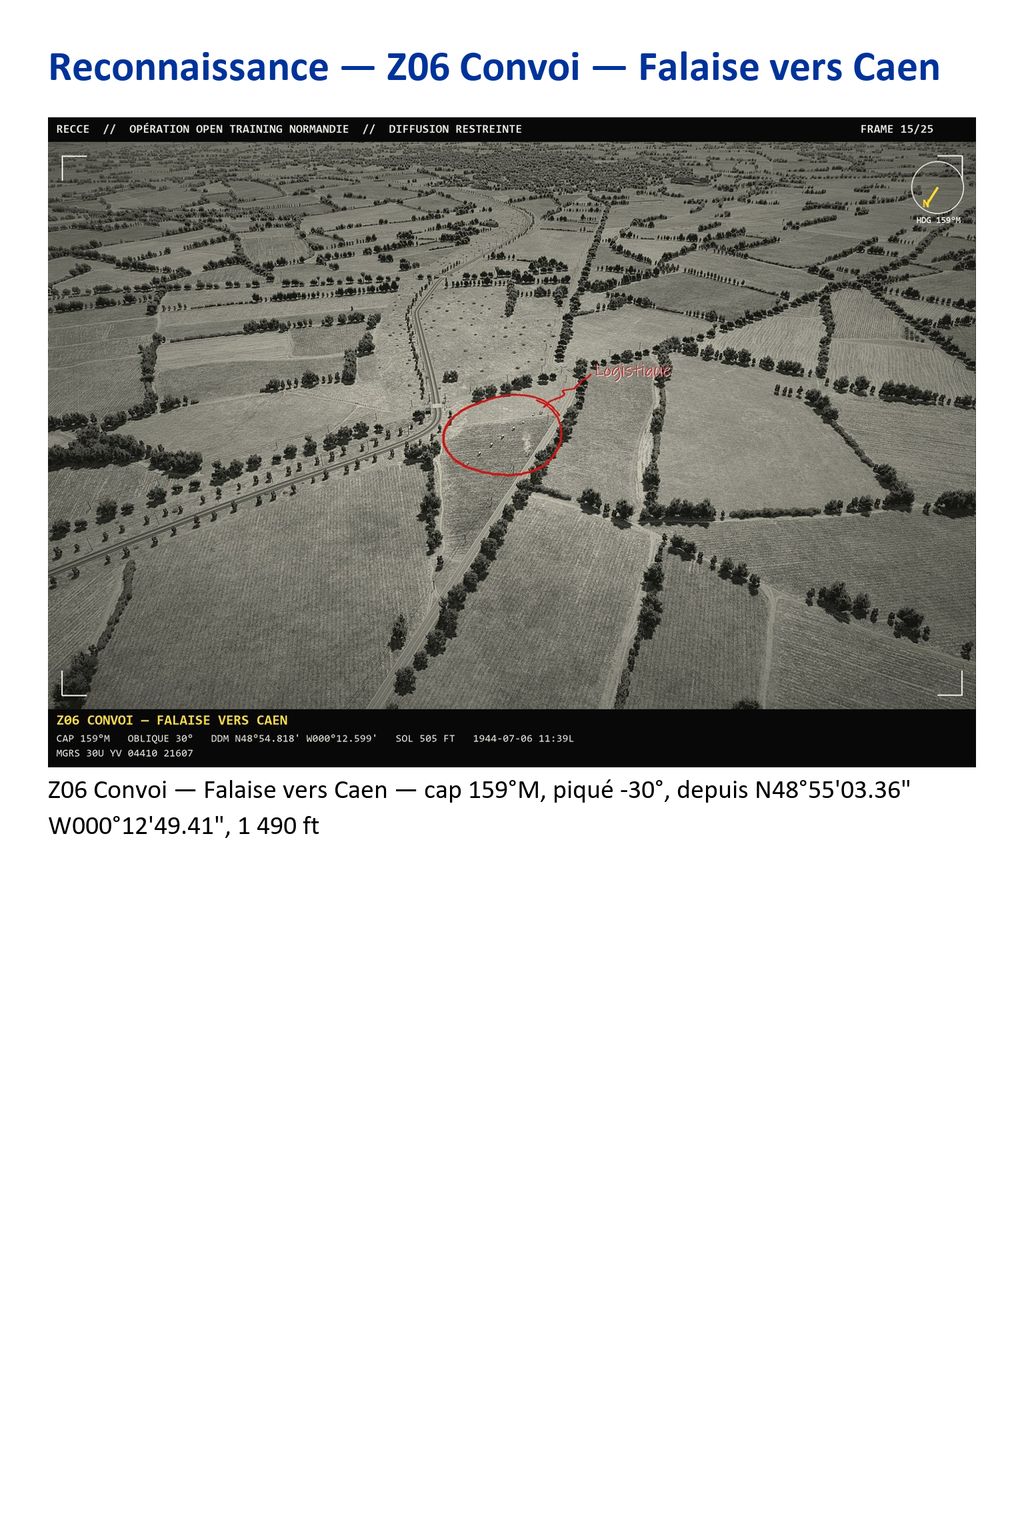 Reconnaissance — Z06 Convoi — Falaise vers Caen
RECCE // OPÉRATION OPEN TRAINING NORMANDIE // DIFFUSION RESTREINTE FRAME 15/25
N
HDG 159°M
Logistique
Z06 CONVOI — FALAISE VERS CAEN
CAP 159°M OBLIQUE 30° DDM N48°54.818' W000°12.599' SOL 505 FT 1944-07-06 11:39L
MGRS 30U YV 04410 21607
Z06 Convoi — Falaise vers Caen — cap 159°M, piqué -30°, depuis N48°55'03.36"
W000°12'49.41", 1 490 ft